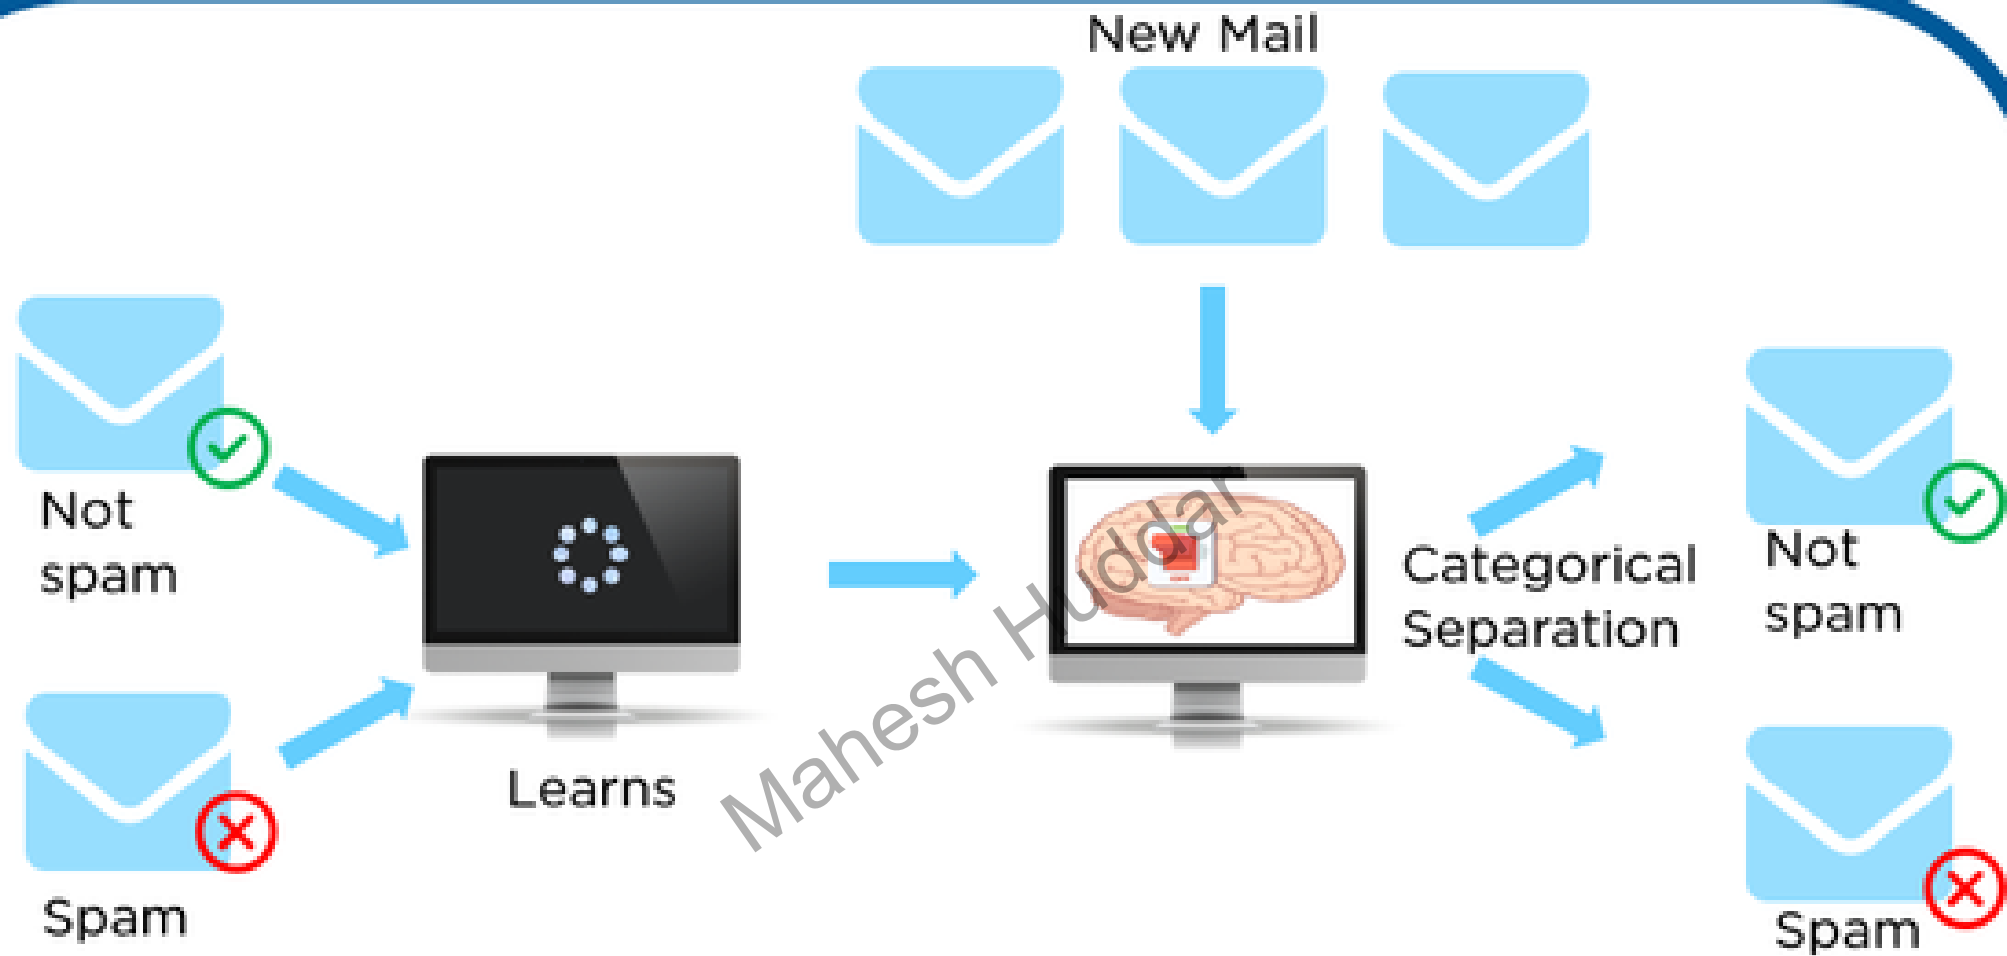 New Mail
Not
spam
Spam
Learns
Mahesh Huddar
Categorical
Separation
Not
spam
Spam